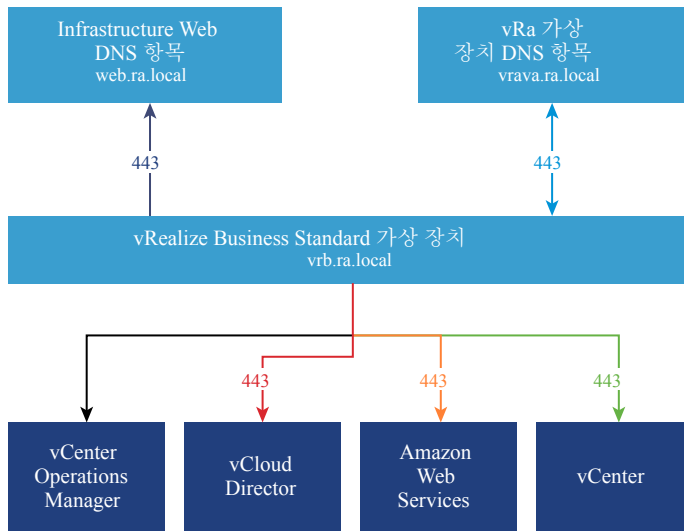 Infrastructure Web
DNS 항목
web.ra.local
vRa 가상
장치 DNS 항목
vrava.ra.local
443
443
vRealize Business Standard 가상 장치
vrb.ra.local
443
443
443
vCenter
Operations
Manager
vCloud
Director
Amazon
Web
Services
vCenter